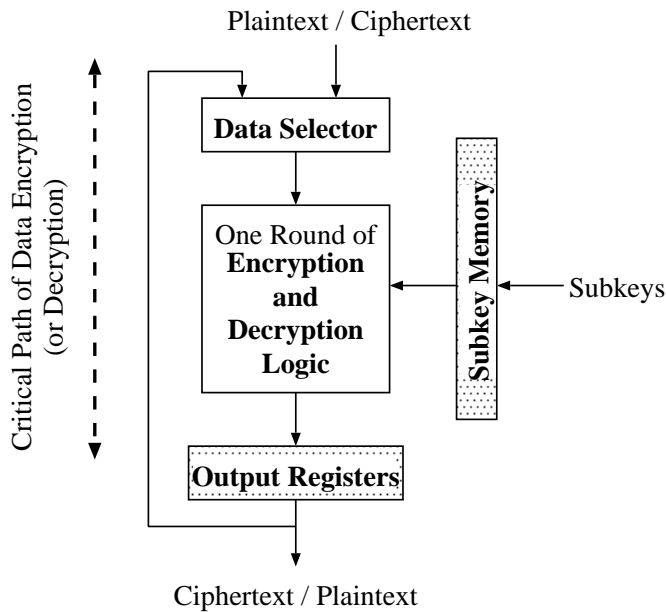 Plaintext / Ciphertext
Critical Path of Data Encryption
(or Decryption)
Data Selector
One Round of
Encryption
and
Decryption
Logic
Subkey Memory
Subkeys
Output Registers
Ciphertext / Plaintext